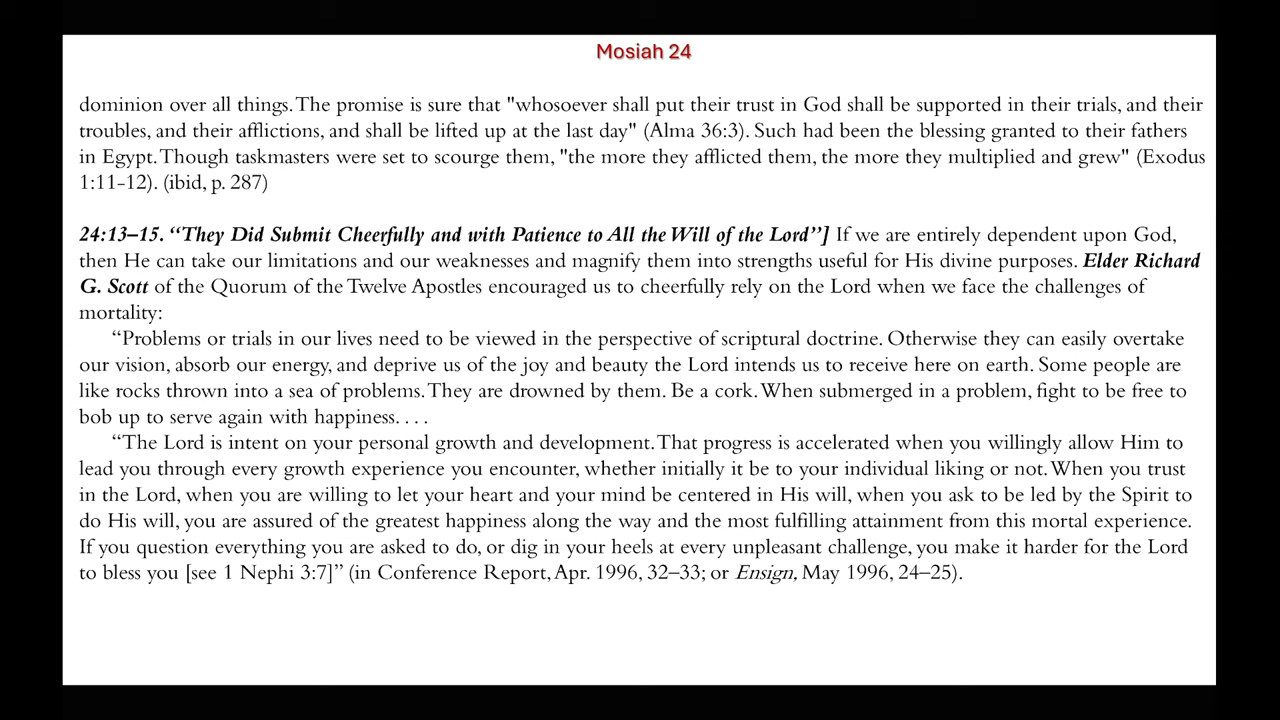 Mosiah 24
dominion over all things. The promise is sure that "whosoever shall put their trust in God shall be supported in their trials, and their
troubles, and their afflictions, and shall be lifted up at the last day" (Alma 36:3). Such had been the blessing granted to their fathers
in Egypt. Though taskmasters were set to scourge them, "the more they afflicted them, the more they multiplied and grew" (Exodus
1:11-12). (ibid, p. 287)
24:13–15. “They Did Submit Cheerfully and with Patience to All the Will of the Lord”] If we are entirely dependent upon God,
then He can take our limitations and our weaknesses and magnify them into strengths useful for His divine purposes. Elder Richard
G. Scott of the Quorum of the Twelve Apostles encouraged us to cheerfully rely on the Lord when we face the challenges of
mortality:
“Problems or trials in our lives need to be viewed in the perspective of scriptural doctrine. Otherwise they can easily overtake
our vision, absorb our energy, and deprive us of the joy and beauty the Lord intends us to receive here on earth. Some people are
like rocks thrown into a sea of problems. They are drowned by them. Be a cork. When submerged in a problem, fight to be free to
bob up to serve again with happiness. . . .
“The Lord is intent on your personal growth and development. That progress is accelerated when you willingly allow Him to
lead you through every growth experience you encounter, whether initially it be to your individual liking or not. When you trust
in the Lord, when you are willing to let your heart and your mind be centered in His will, when you ask to be led by the Spirit to
do His will, you are assured of the greatest happiness along the way and the most fulfilling attainment from this mortal experience.
If you question everything you are asked to do, or dig in your heels at every unpleasant challenge, you make it harder for the Lord
to bless you [see 1 Nephi 3:7]” (in Conference Report, Apr. 1996, 32–33; or Ensign, May 1996, 24–25).